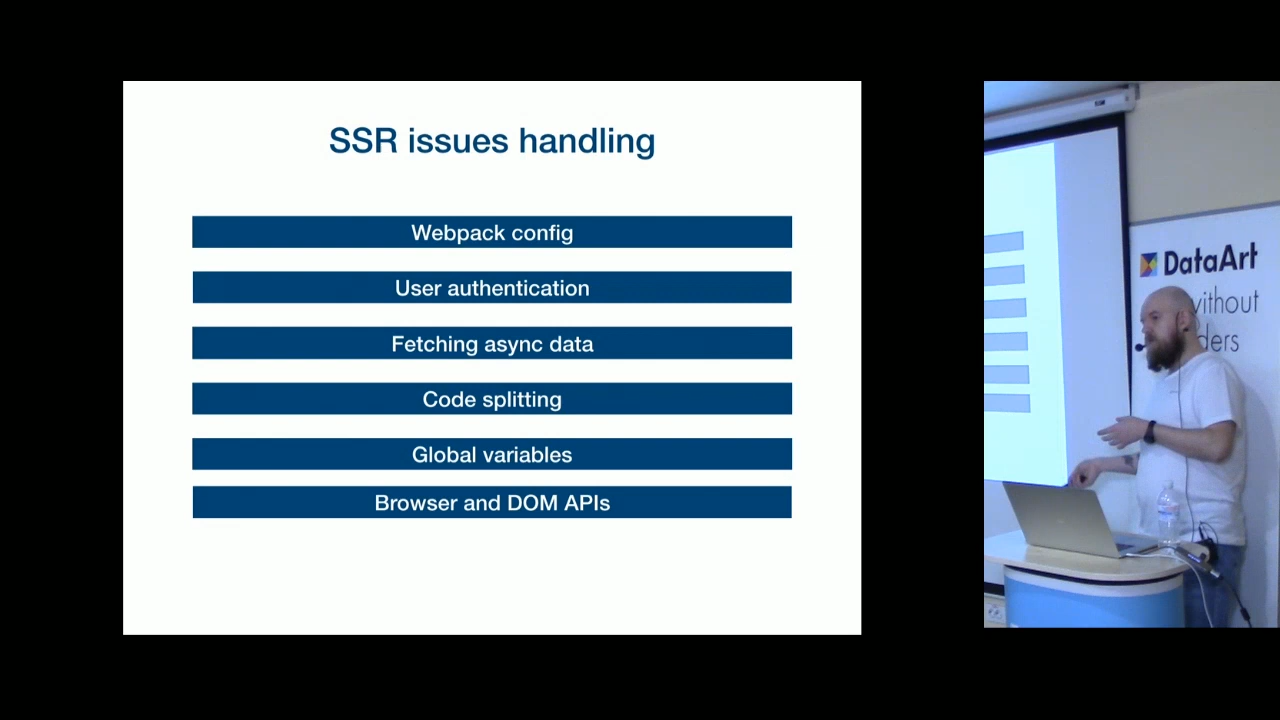 SSR issues handling
Webpack config
User authentication
Fetching async data
Code splitting
Global variables
Browser and DOM APIs
DataArt
ithout
ders